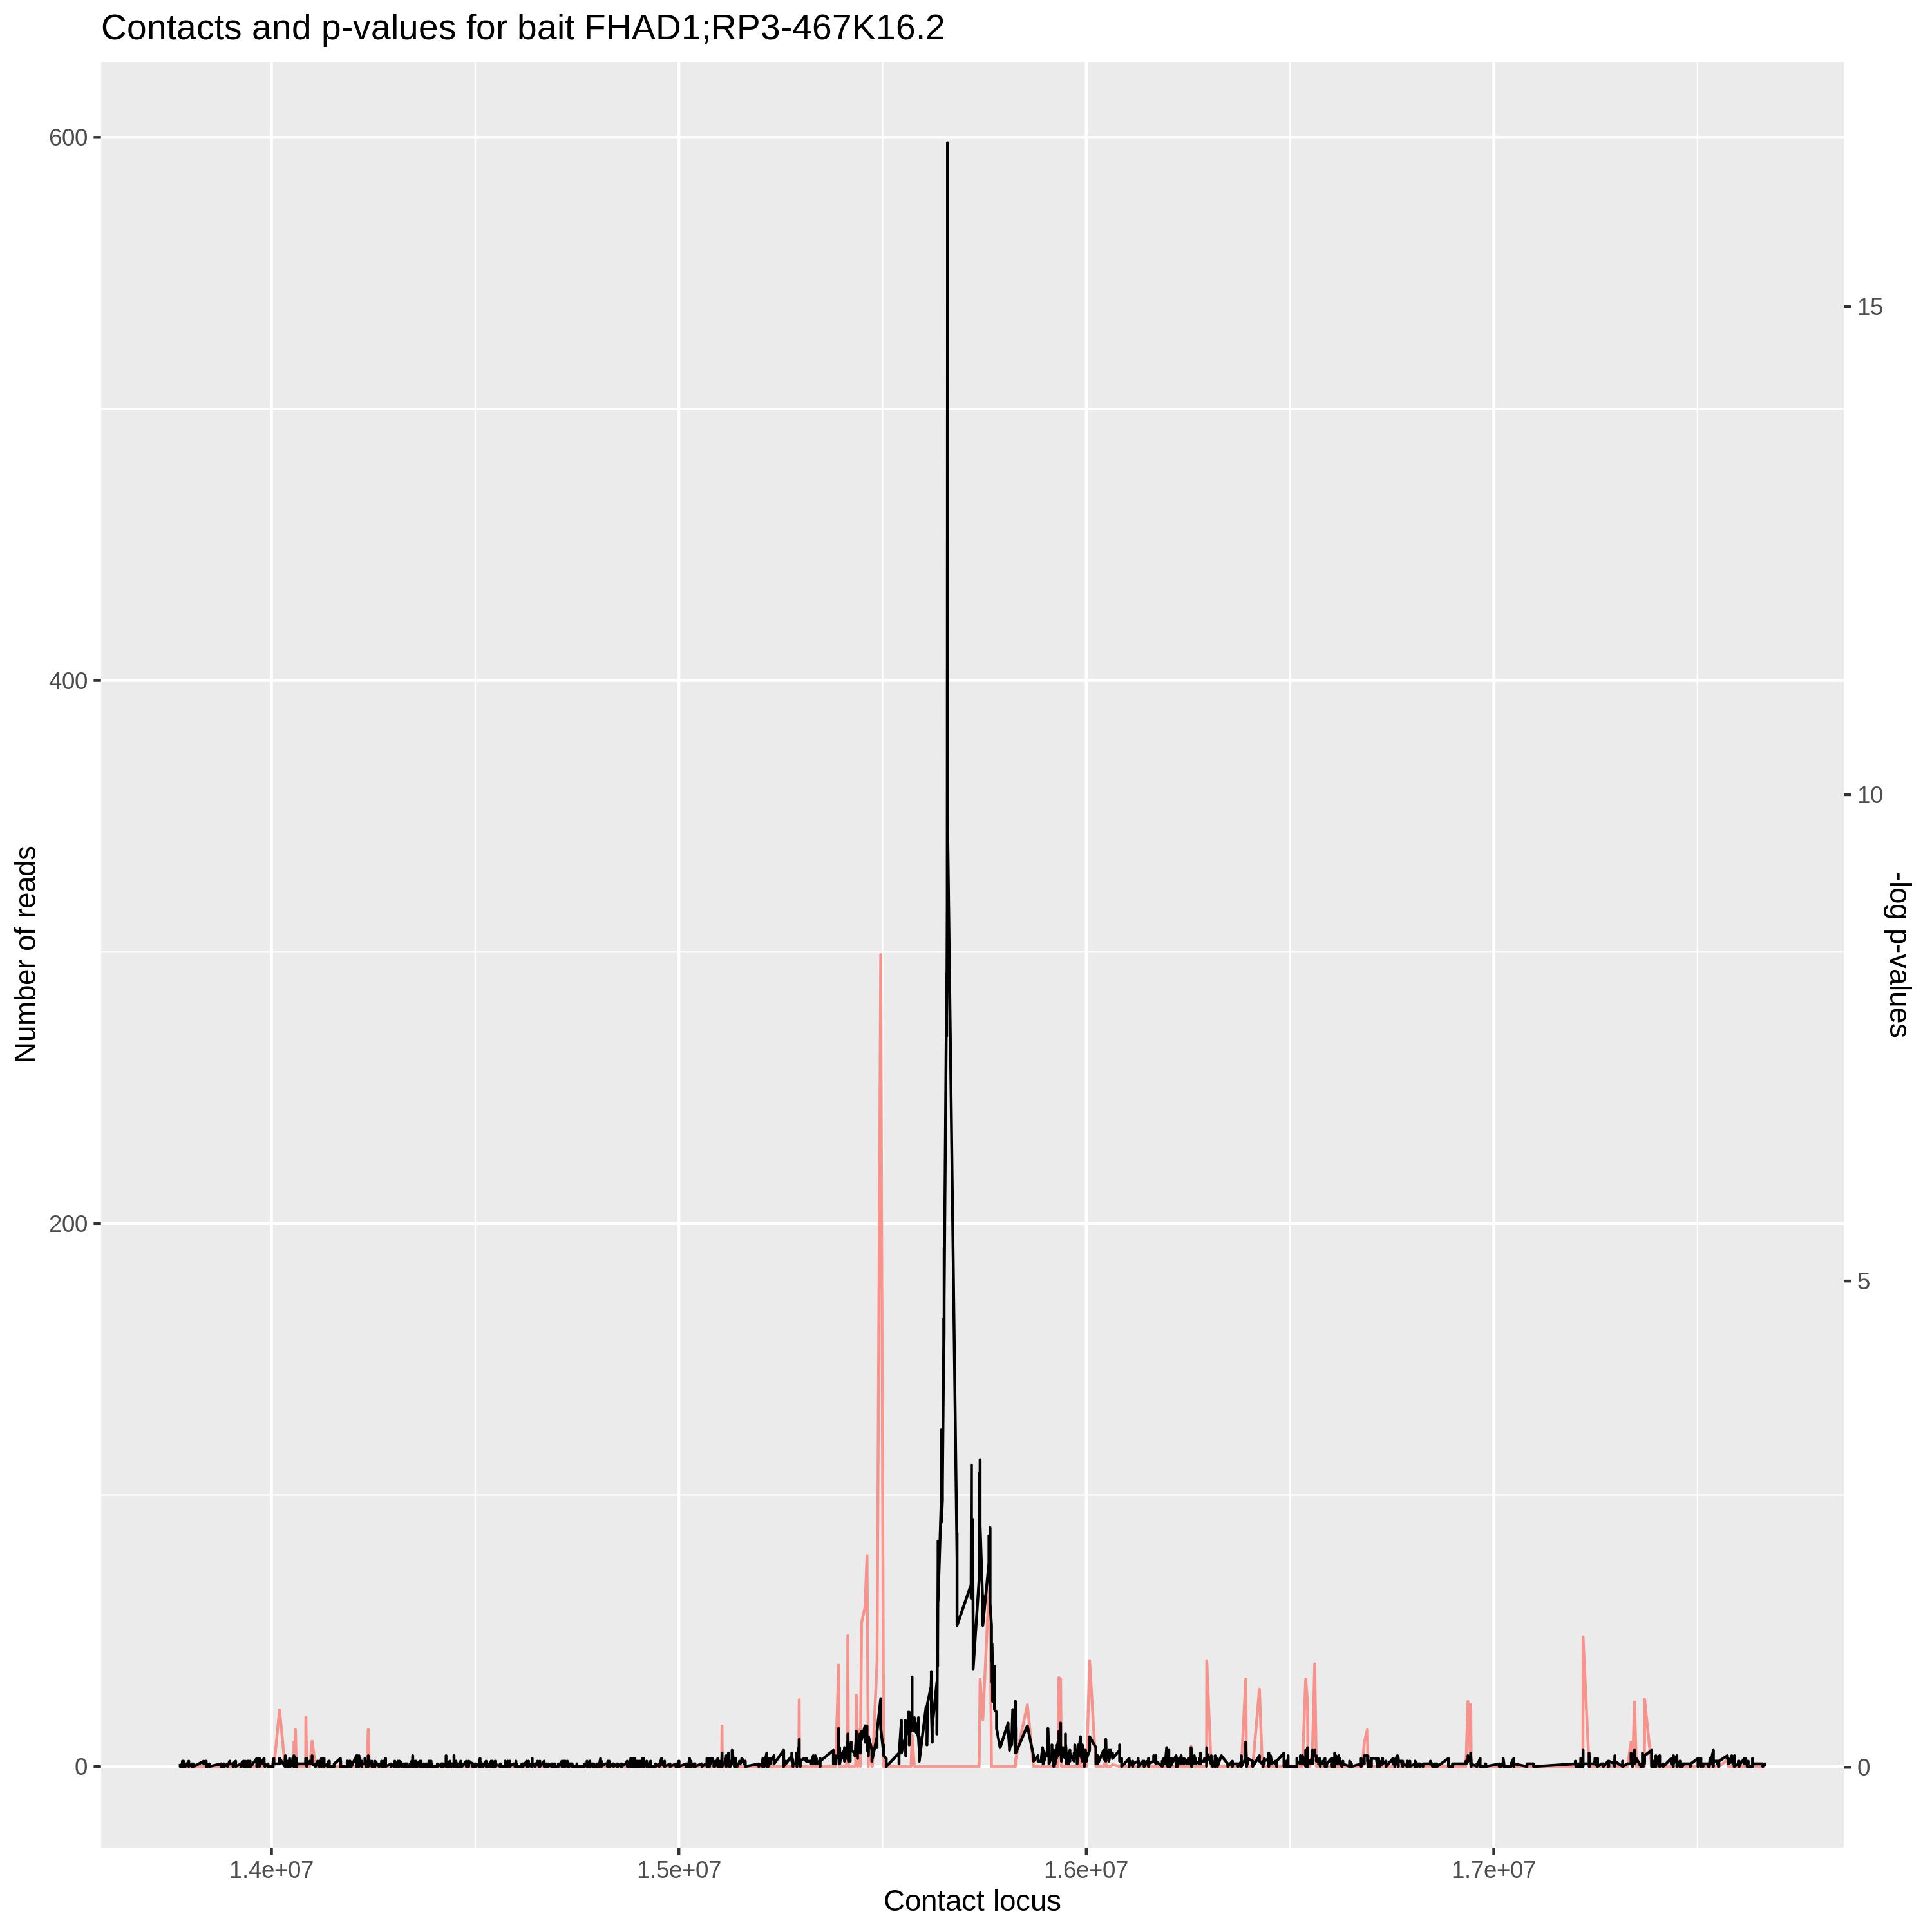 Contacts and p-values for bait FHAD1;RP3-467K16.2
600
400
200
0
Number of reads
15
10
5
0
-log p-values
1.4e+07
1.5e+07
1.6e+07
1.7e+07
Contact locus